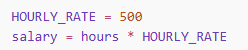 HOURLY_RATE = 500
salary = hours * HOURLY_RATE